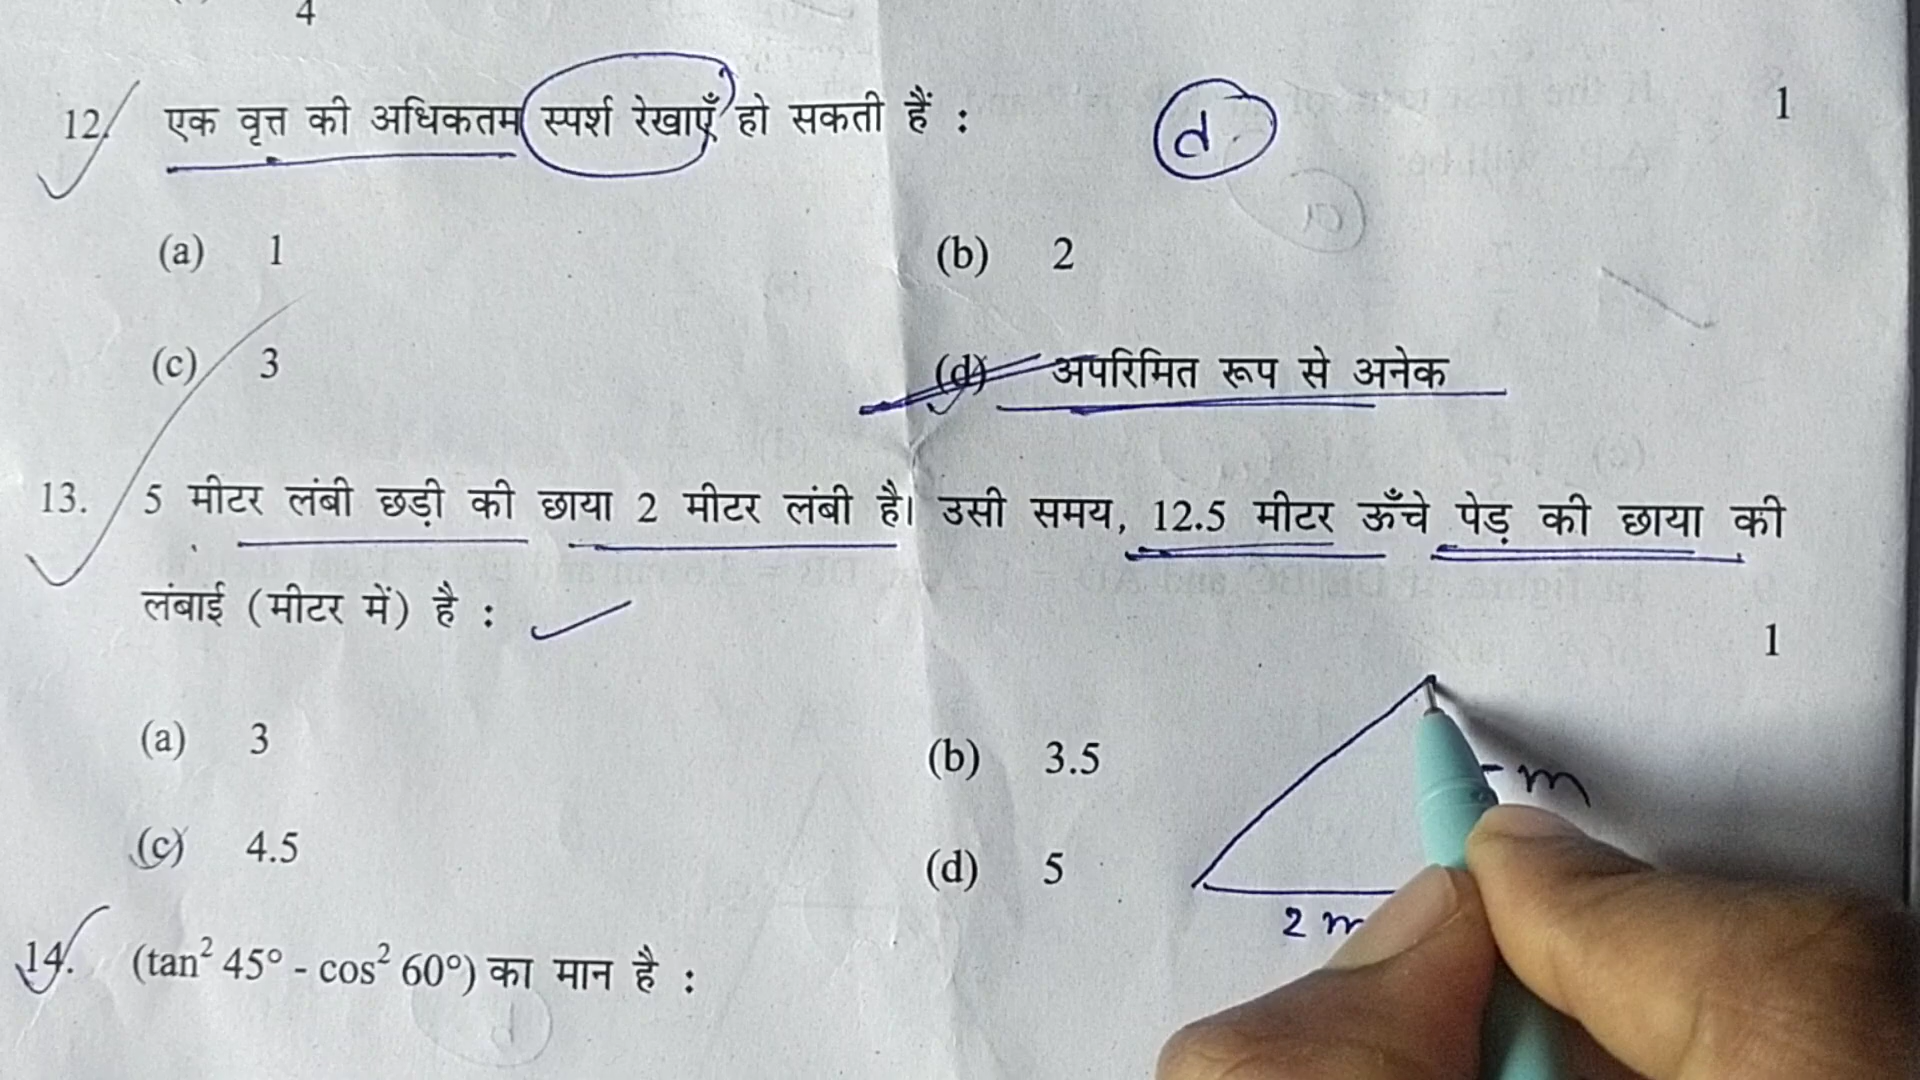 4
12. एक वृत्त की अधिकतम स्पर्श रेखाएँ हो सकती हैं : d 1
(a) 1 (b) 2
(c) 3 (d) अपरिमित रूप से अनेक
13. 5 मीटर लंबी छड़ी की छाया 2 मीटर लंबी है। उसी समय, 12.5 मीटर ऊँचे पेड़ की छाया की
लंबाई (मीटर में) है : 1
(a) 3 (b) 3.5
m
(c) 4.5 (d) 5
2 m
14. (tan² 45° - cos² 60°) का मान है :